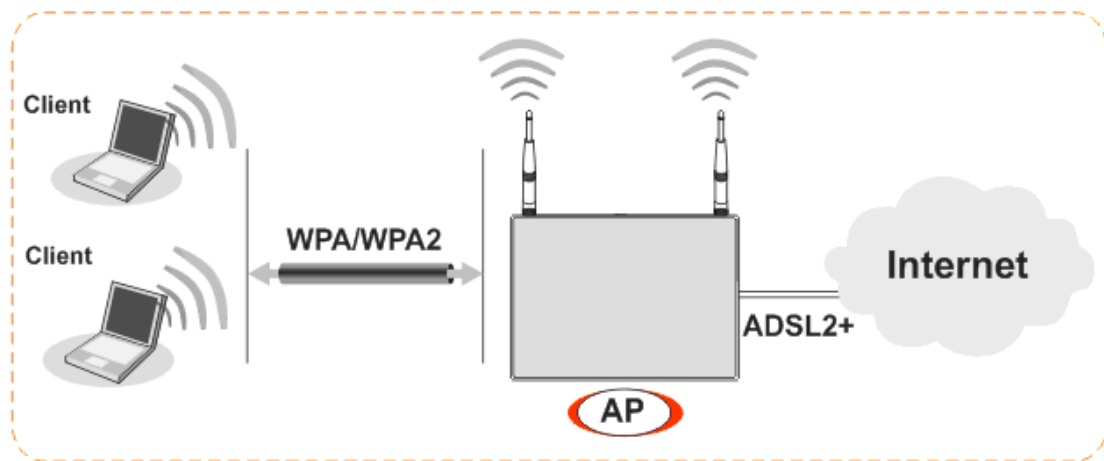 Client
Client
WPA/WPA2
AP
ADSL2+
Internet